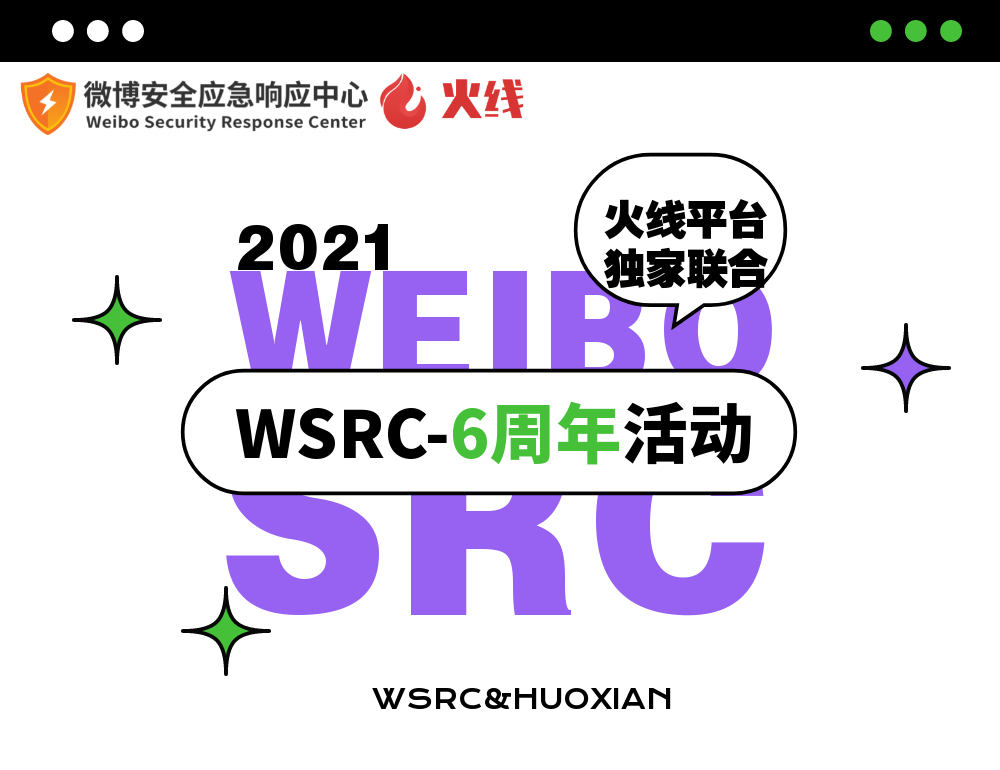 微博安全应急响应中心
Weibo Security Response Center
火线
火线平台
独家联合
2021
WEIBO
WSRC-6周年活动
SRC
WSRC&HUOXIAN